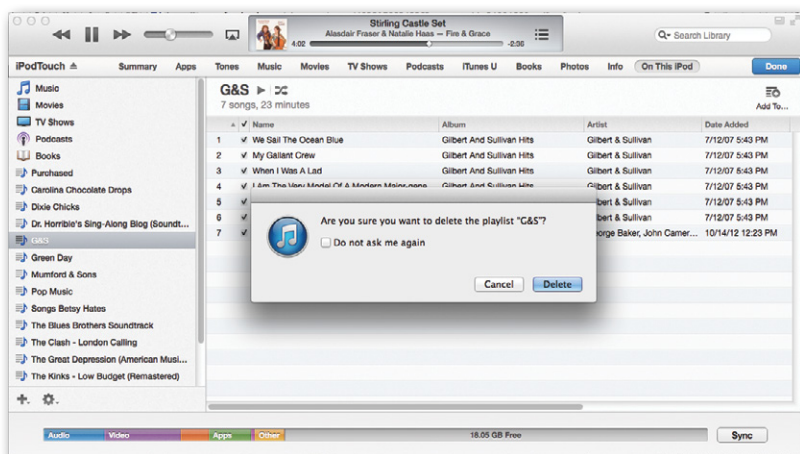 Stirling Castle Set
Alasdair Fraser & Natalie Haas — Fire & Grace
4:02 -2:06
Search Library
iPodTouch Summary Apps Tones Music Movies TV Shows Podcasts iTunes U Books Photos Info On This iPod Done
Music
Movies
TV Shows
Podcasts
Books
Purchased
Carolina Chocolate Drops
Dixie Chicks
Dr. Horrible's Sing-Along Blog (Soundt...
G&S
Green Day
Mumford & Sons
Pop Music
Songs Betsy Hates
The Blues Brothers Soundtrack
The Clash - London Calling
The Great Depression (American Musi...
The Kinks - Low Budget (Remastered)
G&S
7 songs, 23 minutes
Add To...
Name Album Artist Date Added
1 We Sail The Ocean Blue Gilbert And Sullivan Hits Gilbert & Sullivan 7/12/07 5:43 PM
2 My Gallant Crew Gilbert And Sullivan Hits Gilbert & Sullivan 7/12/07 5:43 PM
3 When I Was A Lad Gilbert And Sullivan Hits Gilbert & Sullivan 7/12/07 5:43 PM
4 I Am The Very Model Of A Modern Major-gene Gilbert And Sullivan Hits Gilbert & Sullivan 7/12/07 5:43 PM
5 bert & Sullivan 7/12/07 5:43 PM
6 bert & Sullivan 7/12/07 5:43 PM
7 orge Baker, John Camer... 10/14/12 12:23 PM
Are you sure you want to delete the playlist "G&S"?
Do not ask me again
Cancel Delete
Audio Video Apps Other 18.05 GB Free Sync